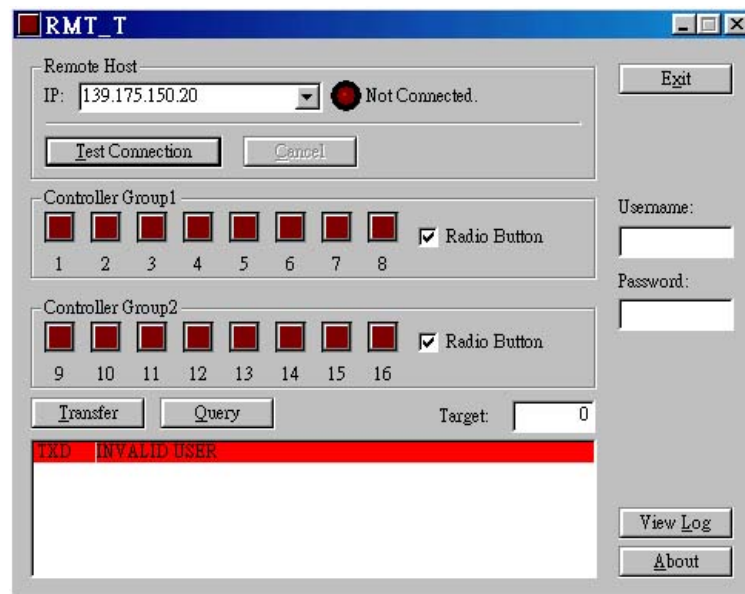 RMT_T
Remote Host
IP: 139.175.150.20 Not Connected.
Exit
Test Connection Cancel
Controller Group1
1 2 3 4 5 6 7 8
Radio Button
Username:
Password:
Controller Group2
9 10 11 12 13 14 15 16
Radio Button
Transfer Query Target: 0
TXD INVALID USER
View Log
About